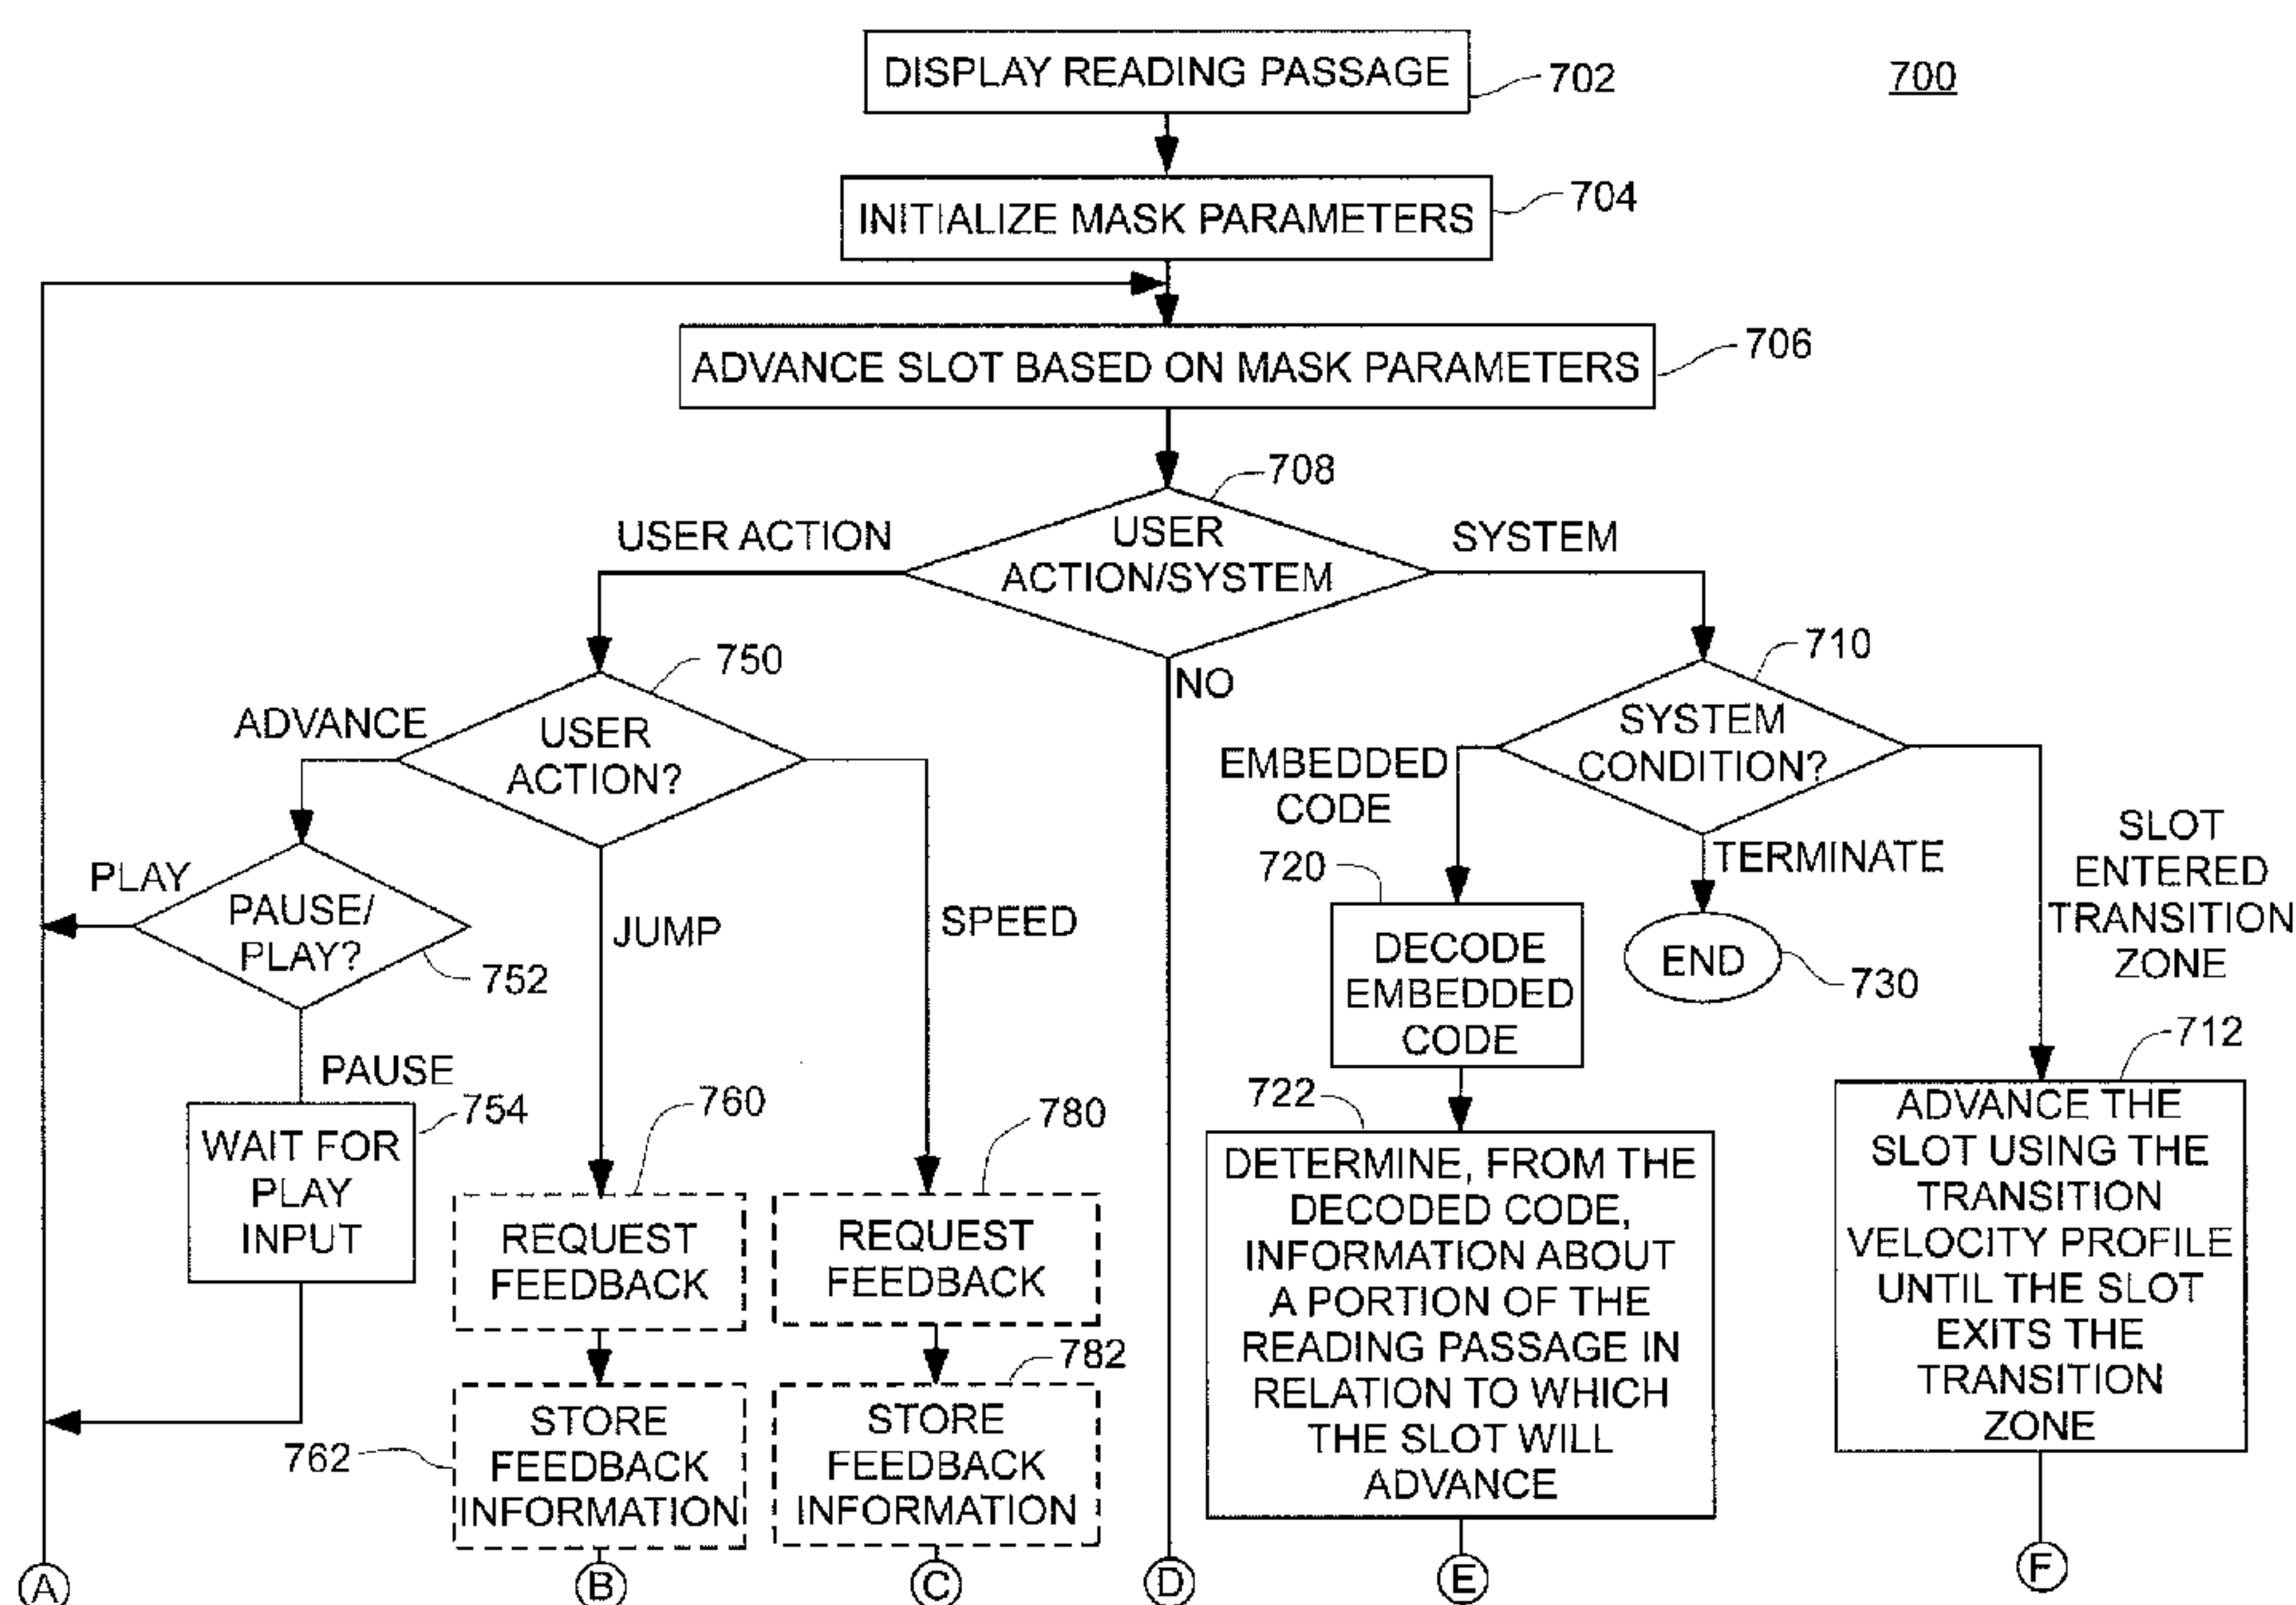 DISPLAY READING PASSAGE
702
700
INITIALIZE MASK PARAMETERS
704
ADVANCE SLOT BASED ON MASK PARAMETERS
706
708
USER ACTION
USER
ACTION/SYSTEM
SYSTEM
NO
750
ADVANCE
USER
ACTION?
710
SYSTEM
CONDITION?
EMBEDDED
CODE
TERMINATE
SLOT
ENTERED
TRANSITION
ZONE
PLAY
PAUSE/
PLAY?
752
JUMP
SPEED
720
DECODE
EMBEDDED
CODE
END
730
PAUSE
754
WAIT FOR
PLAY
INPUT
760
REQUEST
FEEDBACK
780
REQUEST
FEEDBACK
722
DETERMINE, FROM THE
DECODED CODE,
INFORMATION ABOUT
A PORTION OF THE
READING PASSAGE IN
RELATION TO WHICH
THE SLOT WILL
ADVANCE
712
ADVANCE THE
SLOT USING THE
TRANSITION
VELOCITY PROFILE
UNTIL THE SLOT
EXITS THE
TRANSITION
ZONE
762
STORE
FEEDBACK
INFORMATION
782
STORE
FEEDBACK
INFORMATION
A
B
C
D
E
F